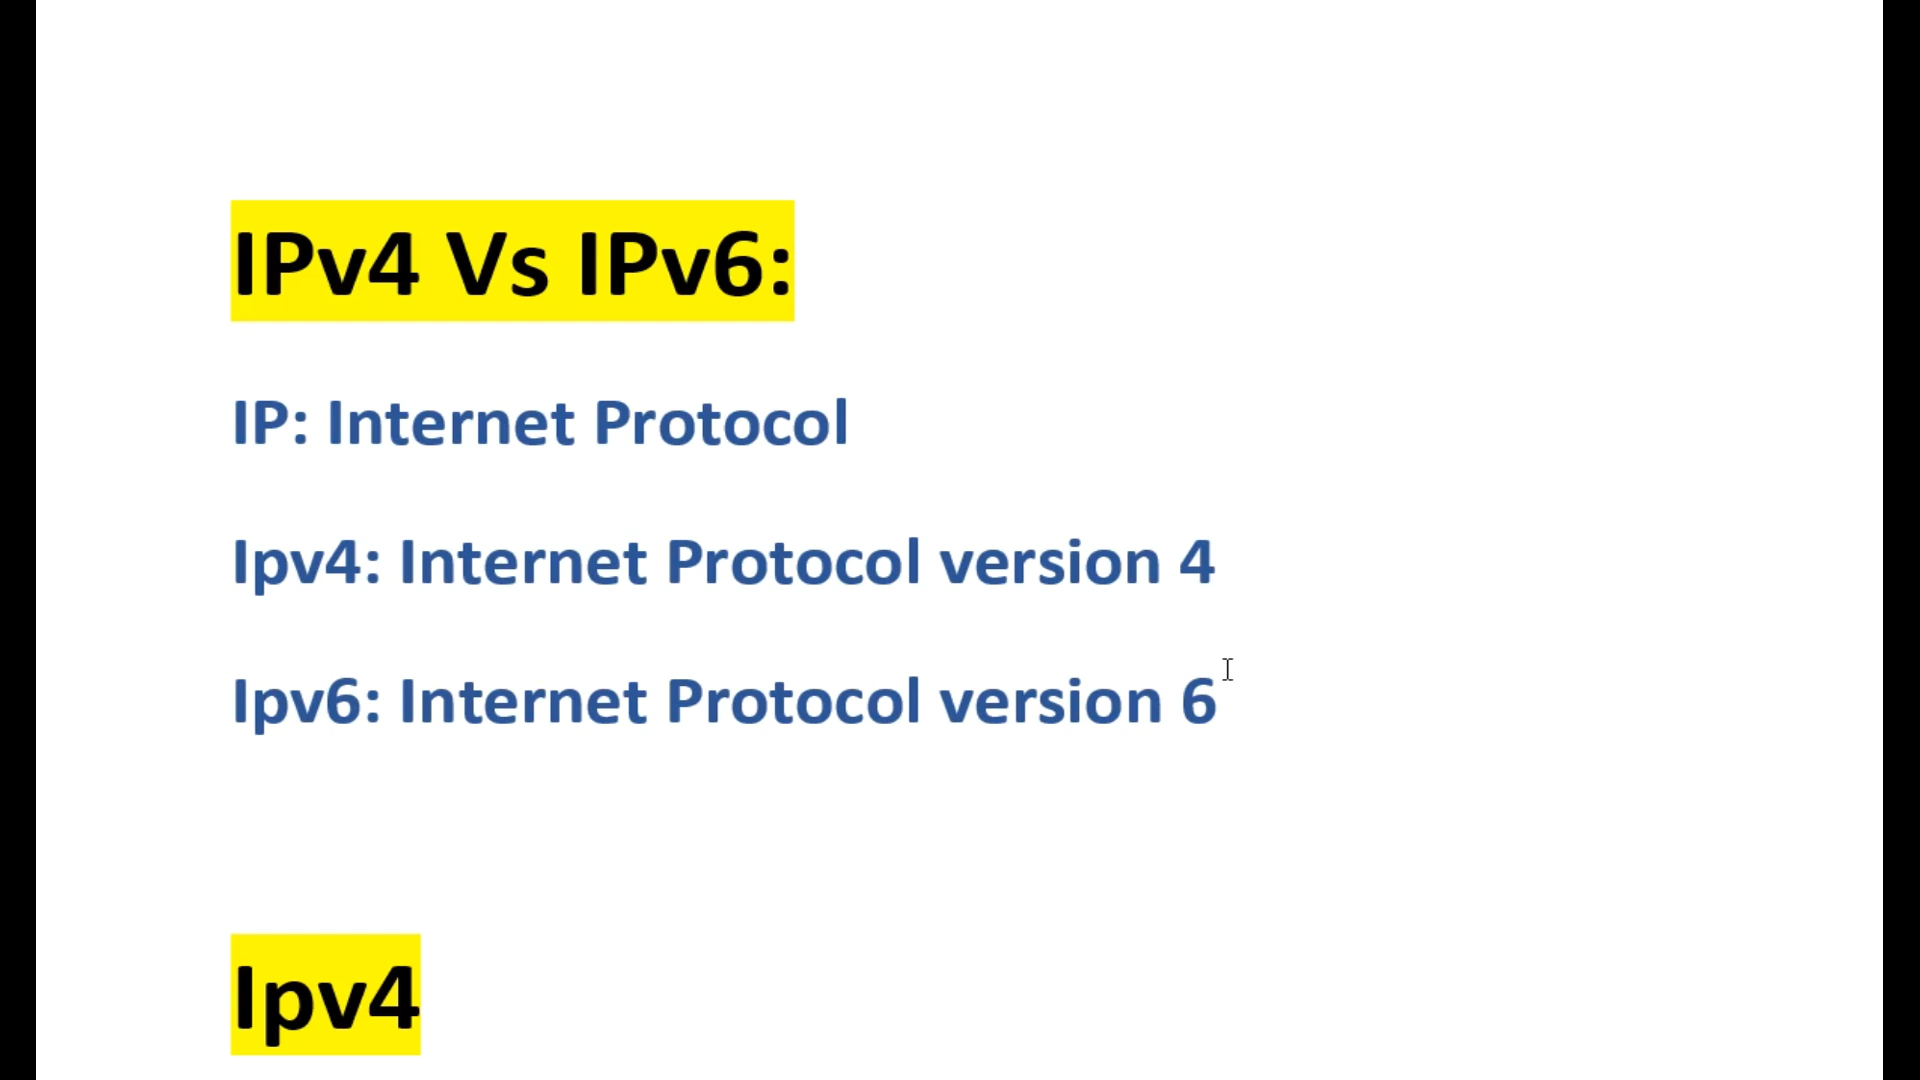 IPv4 Vs IPv6:
IP: Internet Protocol
Ipv4: Internet Protocol version 4
Ipv6: Internet Protocol version 6
Ipv4